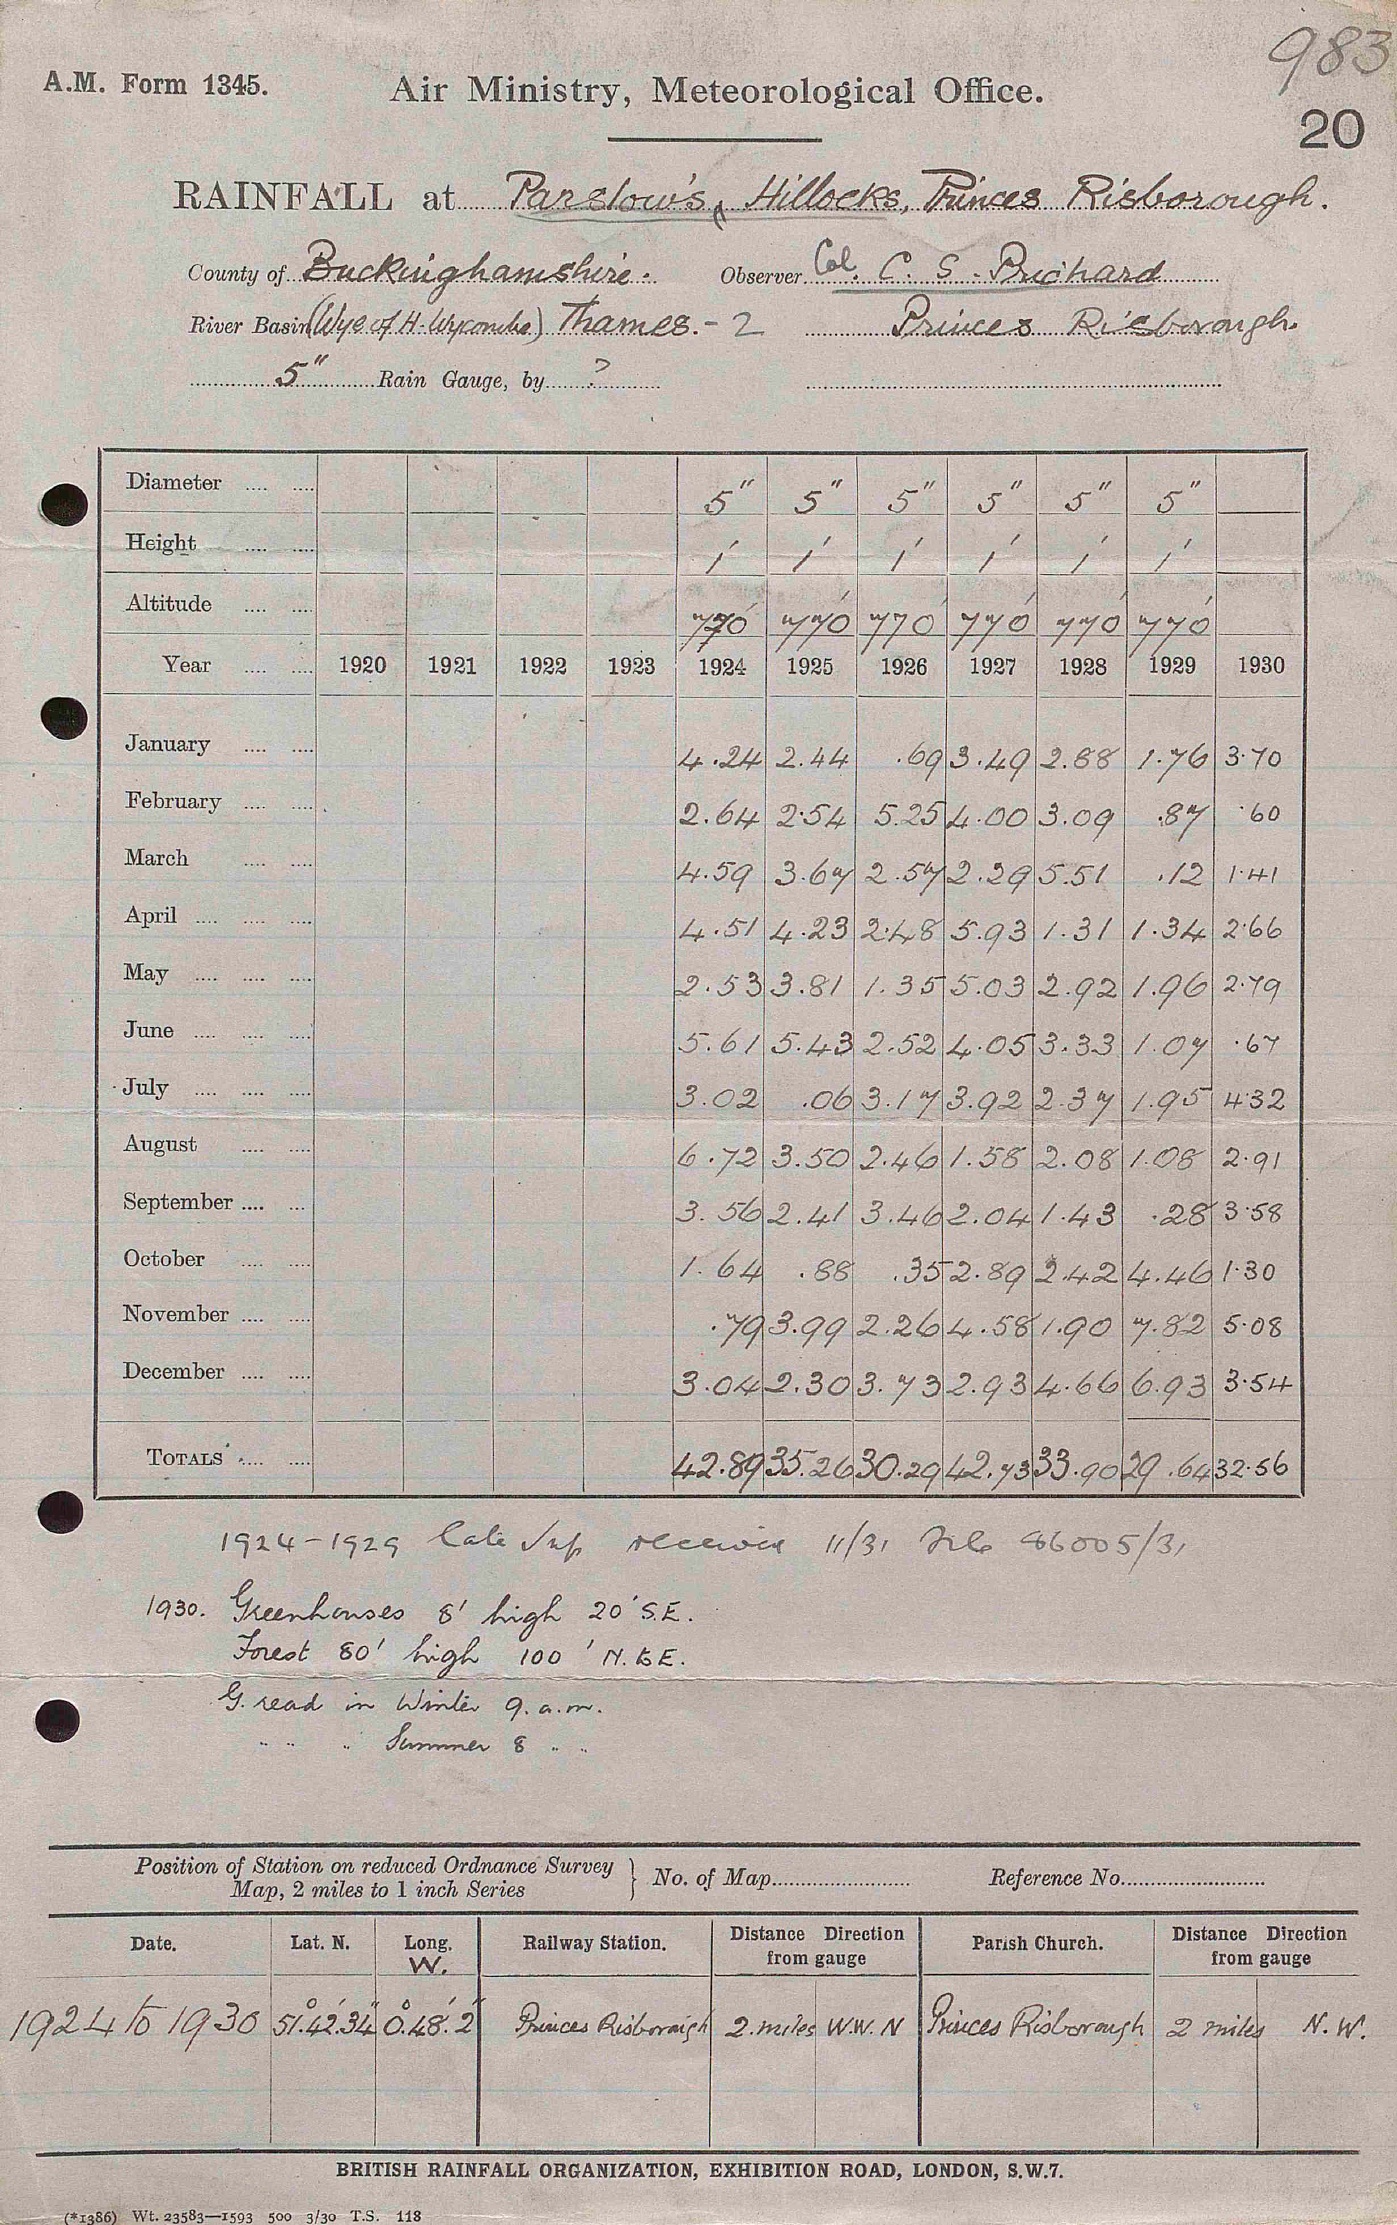 983
A.M. Form 1345.
Air Ministry, Meteorological Office.
20
RAINFALL at Parslow's Hillocks, Princes Risborough.
County of Buckinghamshire. Observer Col. C. S. Prichard
River Basin (Wye of H. Wycombe) Thames. - 2 Princes Risborough.
5" Rain Gauge, by ?
Diameter .... .... 5" 5" 5" 5" 5" 5"
Height .... .... 1' 1' 1' 1' 1' 1'
Altitude .... .... 770' 770' 770' 770' 770' 770'
Year .... .... 1920 1921 1922 1923 1924 1925 1926 1927 1928 1929 1930
January .... .... 4.24 2.44 .69 3.49 2.88 1.76 3.70
February .... .... 2.64 2.54 5.25 4.00 3.09 .87 .60
March .... .... 4.59 3.67 2.57 2.29 5.51 .12 1.41
April .... .... .... 4.51 4.23 2.48 5.93 1.31 1.34 2.66
May .... .... .... 2.53 3.81 1.35 5.03 2.92 1.96 2.79
June .... .... .... 5.61 5.43 2.52 4.05 3.33 1.07 .67
July .... .... .... 3.02 .06 3.17 3.92 2.37 1.95 4.32
August .... .... 6.72 3.50 2.46 1.58 2.08 1.08 2.91
September .... .... 3.56 2.41 3.46 2.04 1.43 .28 3.58
October .... .... 1.64 .88 .35 2.89 2.42 4.46 1.30
November .... .... .79 3.99 2.26 4.58 1.90 7.82 5.08
December .... .... 3.04 2.30 3.73 2.93 4.66 6.93 3.54
TOTALS .... .... 42.89 35.26 30.29 42.73 33.90 29.64 32.56
1924-1929 late received 11/31 File 86005/31
1930. Greenhouses 8' high 20' S.E.
Forest 80' high 100' N. to E.
G. read in Winter 9. a.m.
" " " Summer 8 " "
Position of Station on reduced Ordnance Survey Map, 2 miles to 1 inch Series } No. of Map Reference No.
Date. Lat. N. Long. W. Railway Station. Distance Direction from gauge Parish Church. Distance Direction from gauge
1924 to 1930 51°.42'.34" 0°.48'.2" Princes Risborough 2 miles W.W.N Princes Risborough 2 miles N.W.
BRITISH RAINFALL ORGANIZATION, EXHIBITION ROAD, LONDON, S.W.7.
(*1386) Wt. 23583—1593 500 3/30 T.S. 118